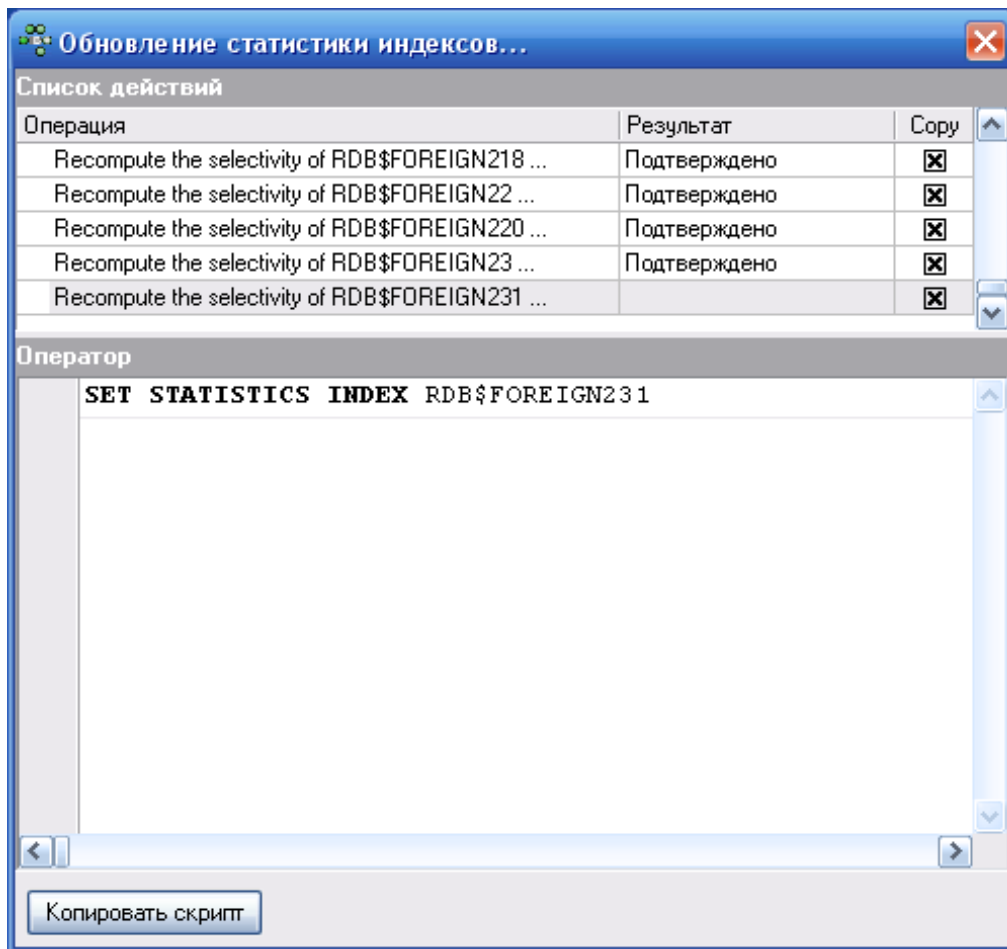 Обновление статистики индексов...
Список действий
Операция Результат Copy
Recompute the selectivity of RDB$FOREIGN218 ... Подтверждено
Recompute the selectivity of RDB$FOREIGN22 ... Подтверждено
Recompute the selectivity of RDB$FOREIGN220 ... Подтверждено
Recompute the selectivity of RDB$FOREIGN23 ... Подтверждено
Recompute the selectivity of RDB$FOREIGN231 ...
Оператор
SET STATISTICS INDEX RDB$FOREIGN231
Копировать скрипт